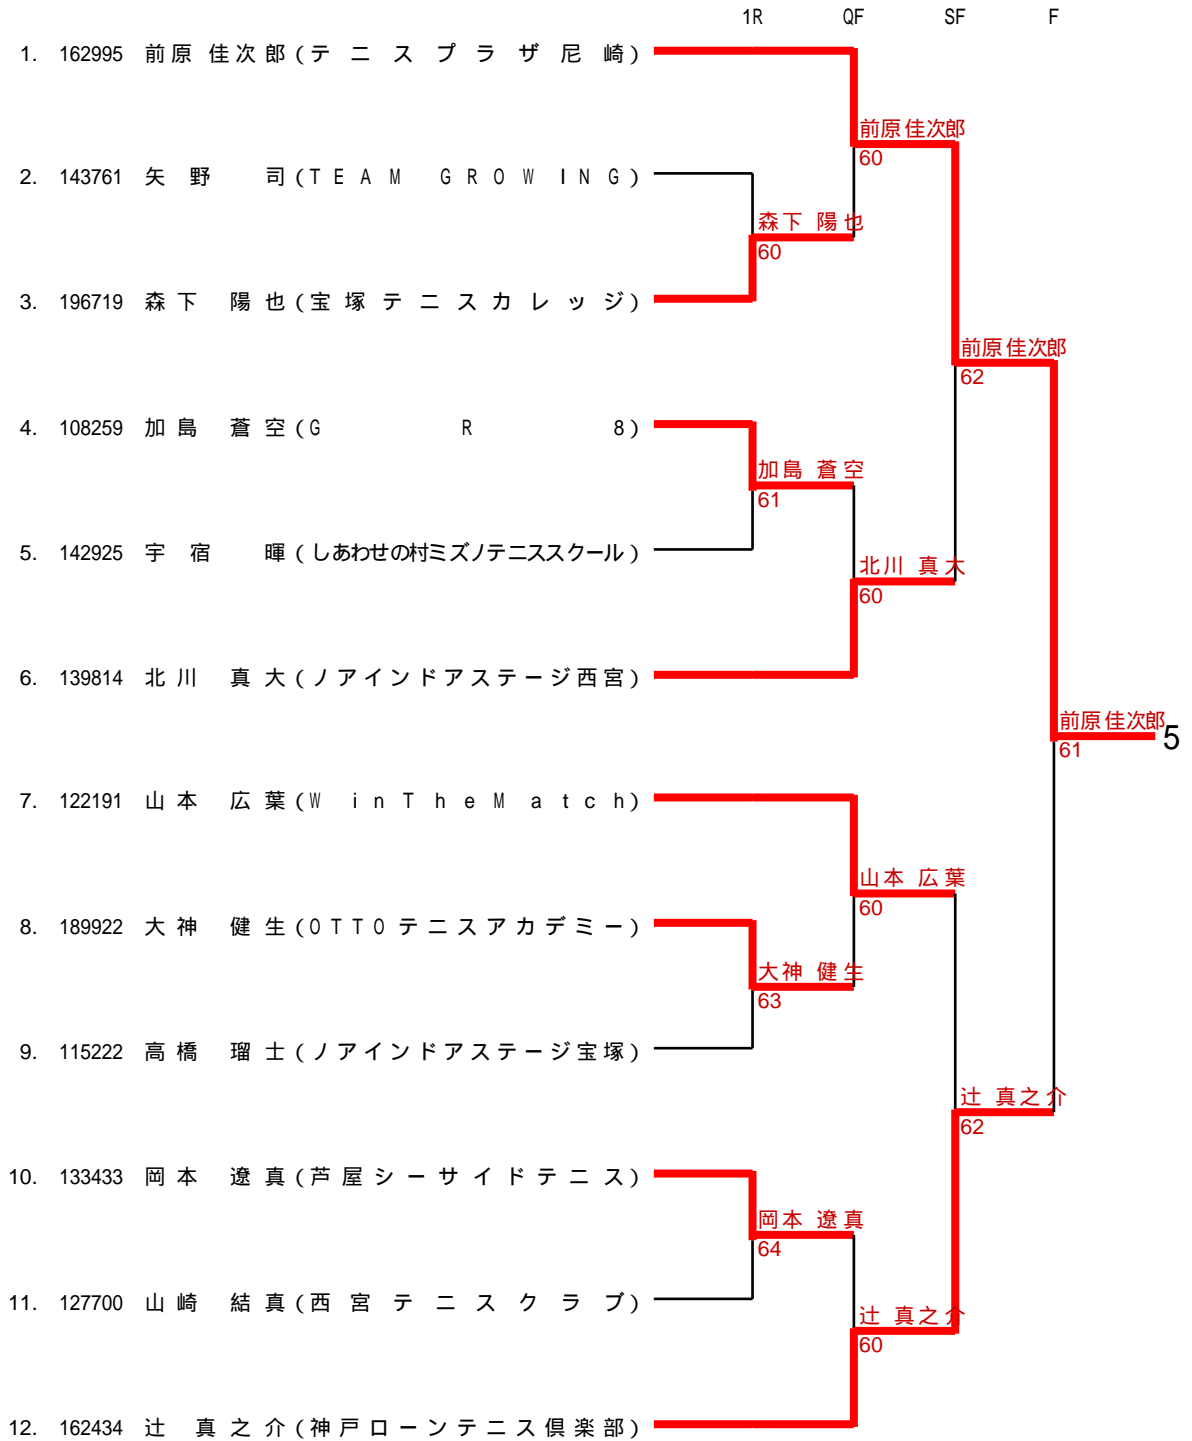 1R QF SF F
1. 162995 前原 佳次郎(テニスプラザ尼崎)
前原 佳次郎
60
2. 143761 矢野 司(TEAM GROWING)
森下 陽也
60
3. 196719 森下 陽也(宝塚テニスカレッジ)
前原 佳次郎
62
4. 108259 加島 蒼空(GR8)
加島 蒼空
61
5. 142925 宇宿 暉(しあわせの村ミズノテニススクール)
北川 真大
60
6. 139814 北川 真大(ノアインドアステージ西宮)
前原 佳次郎
5
61
7. 122191 山本 広葉(WinTheMatch)
山本 広葉
60
8. 189922 大神 健生(OTTOテニスアカデミー)
大神 健生
63
9. 115222 高橋 瑠士(ノアインドアステージ宝塚)
辻 真之介
62
10. 133433 岡本 遼真(芦屋シーサイドテニス)
岡本 遼真
64
11. 127700 山崎 結真(西宮テニスクラブ)
辻 真之介
60
12. 162434 辻 真之介(神戸ローンテニス倶楽部)